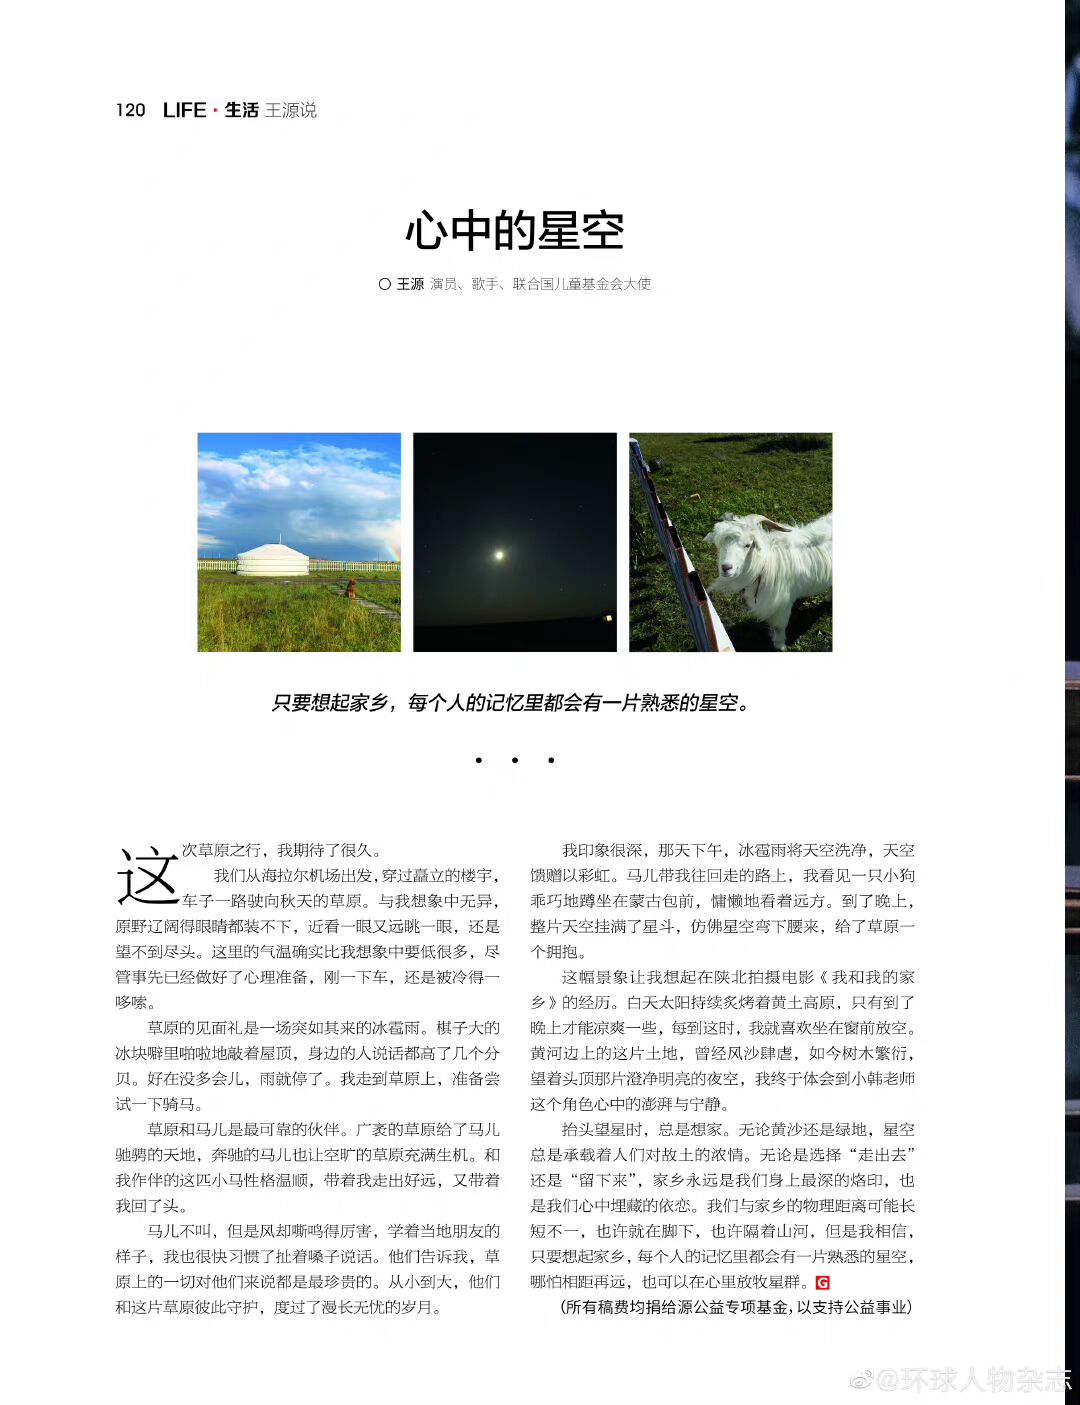 120 LIFE·生活 王源说
心中的星空
○ 王源 演员、歌手、联合国儿童基金会大使
只要想起家乡，每个人的记忆里都会有一片熟悉的星空。
• • •
这次草原之行，我期待了很久。
我们从海拉尔机场出发，穿过矗立的楼宇，
车子一路驶向秋天的草原。与我想象中无异，
原野辽阔得眼睛都装不下，近看一眼又远眺一眼，还是
望不到尽头。这里的气温确实比我想象中要低很多，尽
管事先已经做好了心理准备，刚一下车，还是被冷得一
哆嗦。
草原的见面礼是一场突如其来的冰雹雨。棋子大的
冰块噼里啪啦地敲着屋顶，身边的人说话都高了几个分
贝。好在没多会儿，雨就停了。我走到草原上，准备尝
试一下骑马。
草原和马儿是最可靠的伙伴。广袤的草原给了马儿
驰骋的天地，奔驰的马儿也让空旷的草原充满生机。和
我作伴的这匹小马性格温顺，带着我走出好远，又带着
我回了头。
马儿不叫，但是风却嘶鸣得厉害，学着当地朋友的
样子，我也很快习惯了扯着嗓子说话。他们告诉我，草
原上的一切对他们来说都是最珍贵的。从小到大，他们
和这片草原彼此守护，度过了漫长无忧的岁月。
我印象很深，那天下午，冰雹雨将天空洗净，天空
馈赠以彩虹。马儿带我往回走的路上，我看见一只小狗
乖巧地蹲坐在蒙古包前，慵懒地看着远方。到了晚上，
整片天空挂满了星斗，仿佛星空弯下腰来，给了草原一
个拥抱。
这幅景象让我想起在陕北拍摄电影《我和我的家
乡》的经历。白天太阳持续炙烤着黄土高原，只有到了
晚上才能凉爽一些，每到这时，我就喜欢坐在窗前放空。
黄河边上的这片土地，曾经风沙肆虐，如今树木繁衍，
望着头顶那片澄净明亮的夜空，我终于体会到小韩老师
这个角色心中的澎湃与宁静。
抬头望星时，总是想家。无论黄沙还是绿地，星空
总是承载着人们对故土的浓情。无论是选择“走出去”
还是“留下来”，家乡永远是我们身上最深的烙印，也
是我们心中埋藏的依恋。我们与家乡的物理距离可能长
短不一，也许就在脚下，也许隔着山河，但是我相信，
只要想起家乡，每个人的记忆里都会有一片熟悉的星空，
哪怕相距再远，也可以在心里放牧星群。G
（所有稿费均捐给源公益专项基金，以支持公益事业）
@环球人物杂志